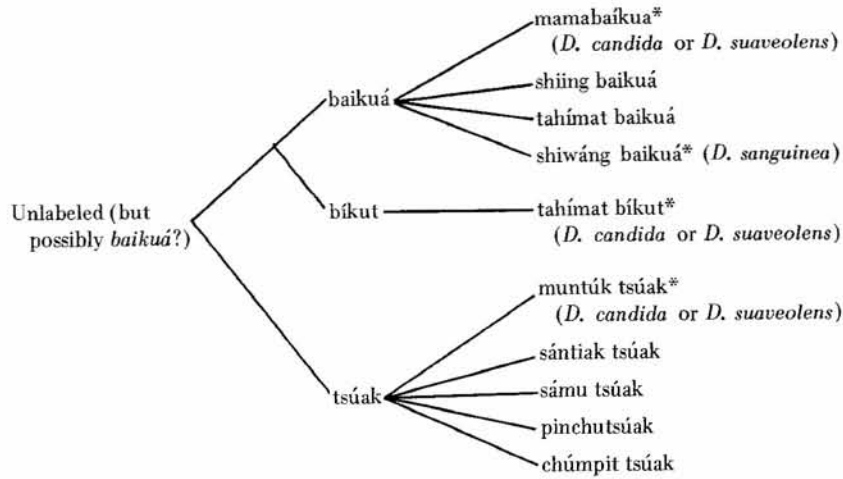 mamabaíkua*
(D. candida or D. suaveolens)
shiing baikuá
baikuá
tahímat baikuá
shiwáng baikuá* (D. sanguinea)
Unlabeled (but
possibly baikuá?)
bíkut
tahímat bíkut*
(D. candida or D. suaveolens)
muntúk tsúak*
(D. candida or D. suaveolens)
sántiak tsúak
tsúak
sámu tsúak
pinchutsúak
chúmpit tsúak